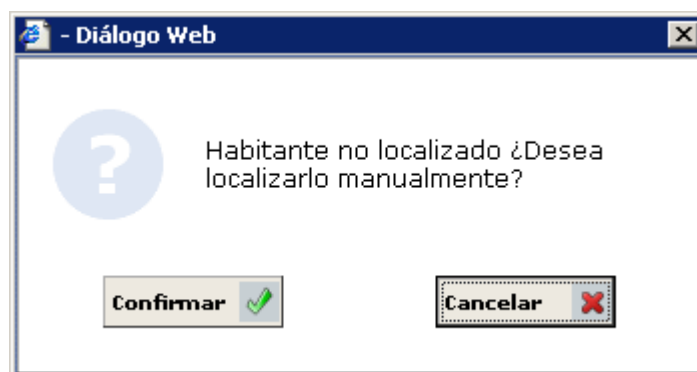 - Diálogo Web
Habitante no localizado ¿Desea
localizarlo manualmente?
Confirmar
Cancelar